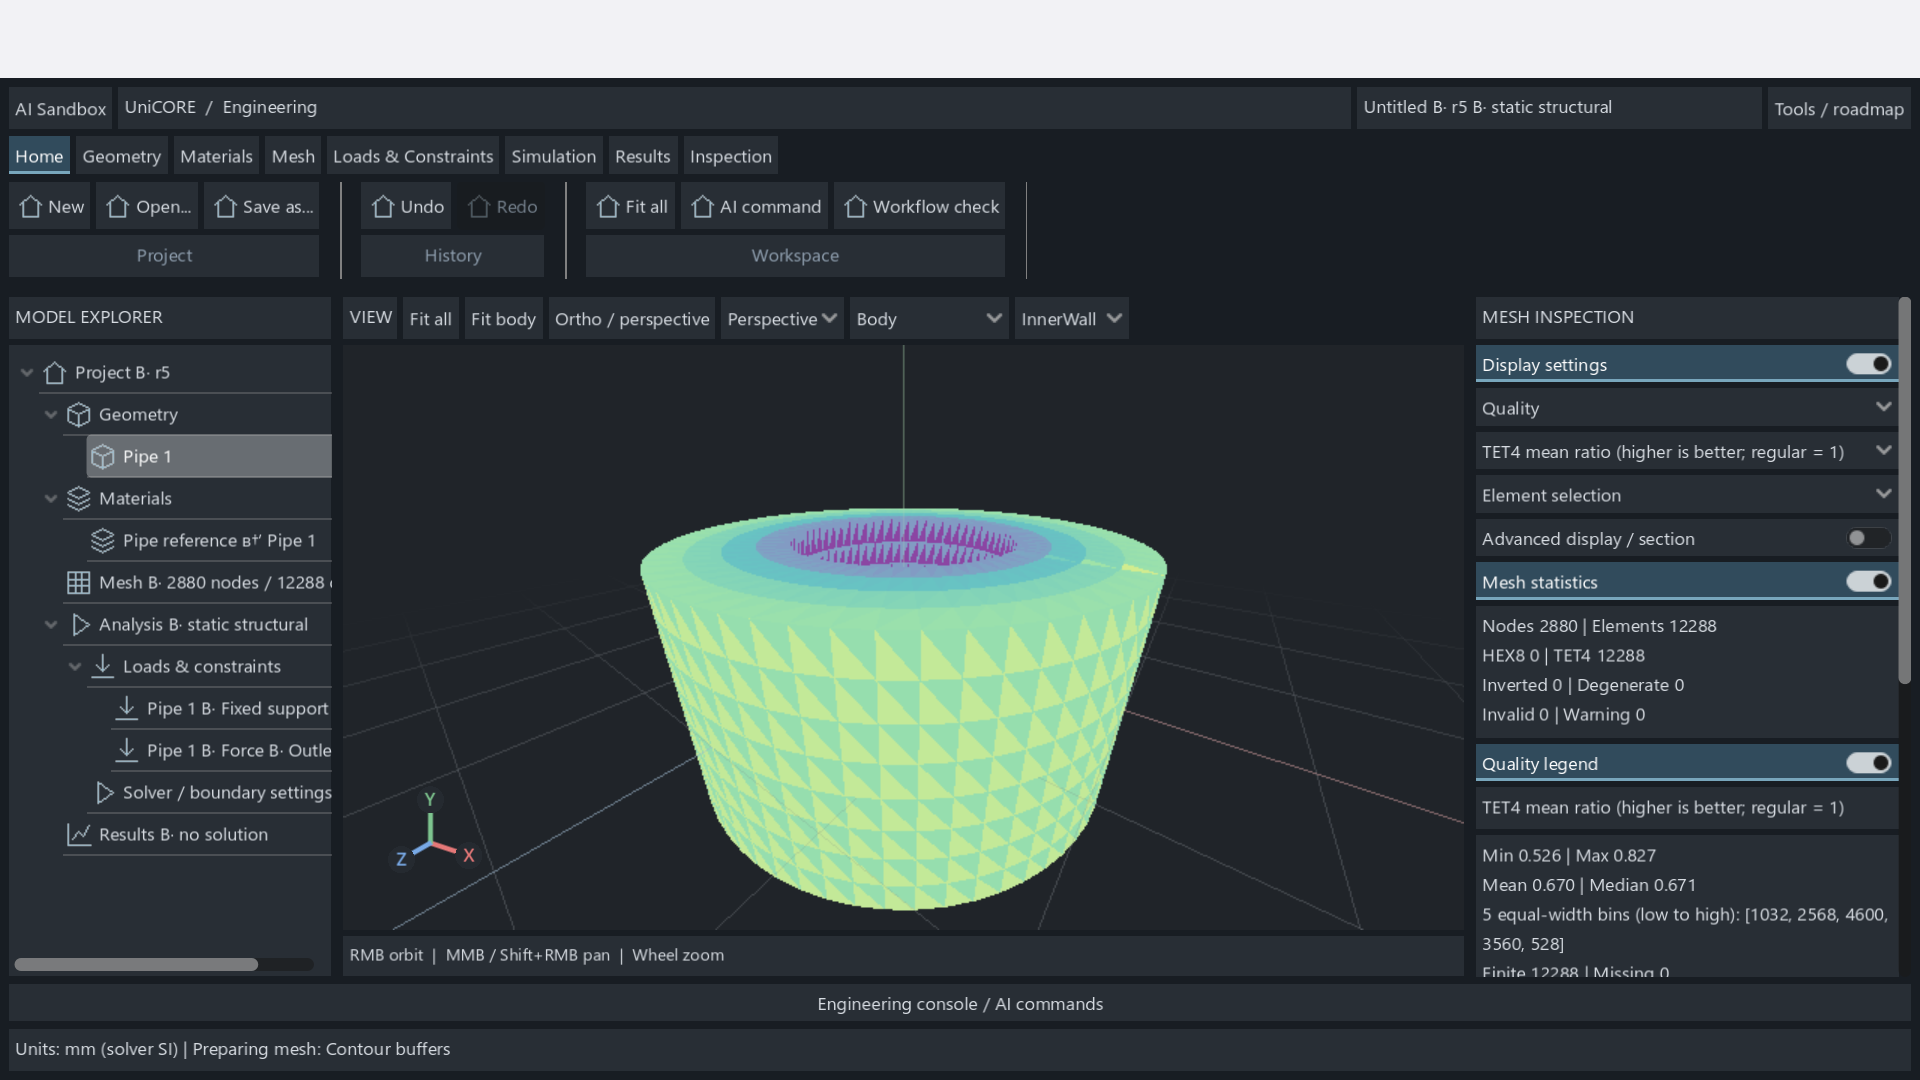 AI Sandbox
UniCORE / Engineering
Untitled В· r5 В· static structural
Tools / roadmap
Home
Geometry
Materials
Mesh
Loads & Constraints
Simulation
Results
Inspection
New
Open...
Save as...
Undo
Redo
Fit all
AI command
Workflow check
Project
History
Workspace
MODEL EXPLORER
VIEW
Fit all
Fit body
Ortho / perspective
Perspective
Body
InnerWall
MESH INSPECTION
Project В· r5
Geometry
Pipe 1
Materials
Pipe reference в†' Pipe 1
Mesh В· 2880 nodes / 12288
Analysis В· static structural
Loads & constraints
Pipe 1 В· Fixed support
Pipe 1 В· Force В· Outle
Solver / boundary settings
Results В· no solution
Y
Z
X
RMB orbit | MMB / Shift+RMB pan | Wheel zoom
Display settings
Quality
TET4 mean ratio (higher is better; regular = 1)
Element selection
Advanced display / section
Mesh statistics
Nodes 2880 | Elements 12288
HEX8 0 | TET4 12288
Inverted 0 | Degenerate 0
Invalid 0 | Warning 0
Quality legend
TET4 mean ratio (higher is better; regular = 1)
Min 0.526 | Max 0.827
Mean 0.670 | Median 0.671
5 equal-width bins (low to high): [1032, 2568, 4600,
3560, 528]
Finite 12288 | Missing 0
Engineering console / AI commands
Units: mm (solver SI) | Preparing mesh: Contour buffers